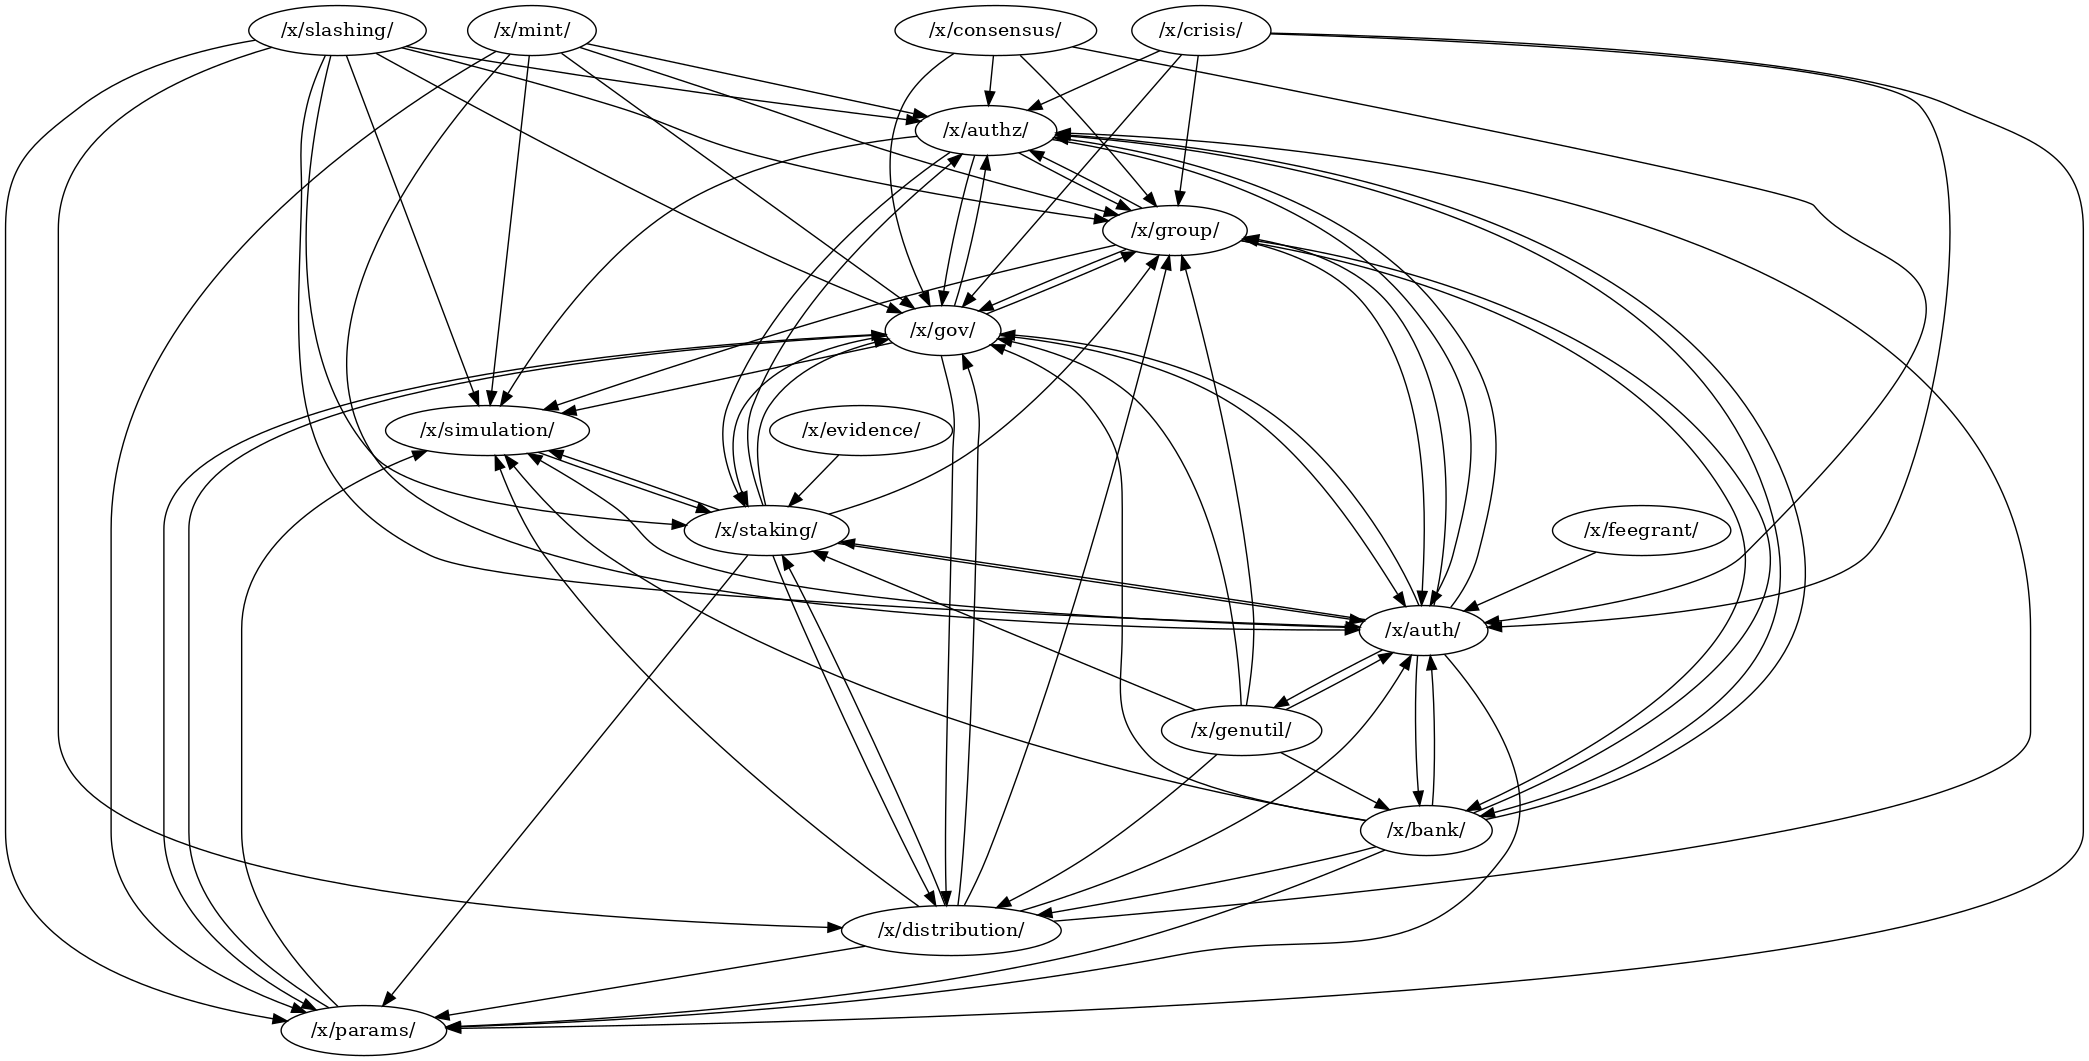 /x/slashing/
/x/mint/
/x/consensus/
/x/crisis/
/x/authz/
/x/group/
/x/gov/
/x/simulation/
/x/evidence/
/x/staking/
/x/feegrant/
/x/auth/
/x/genutil/
/x/bank/
/x/distribution/
/x/params/